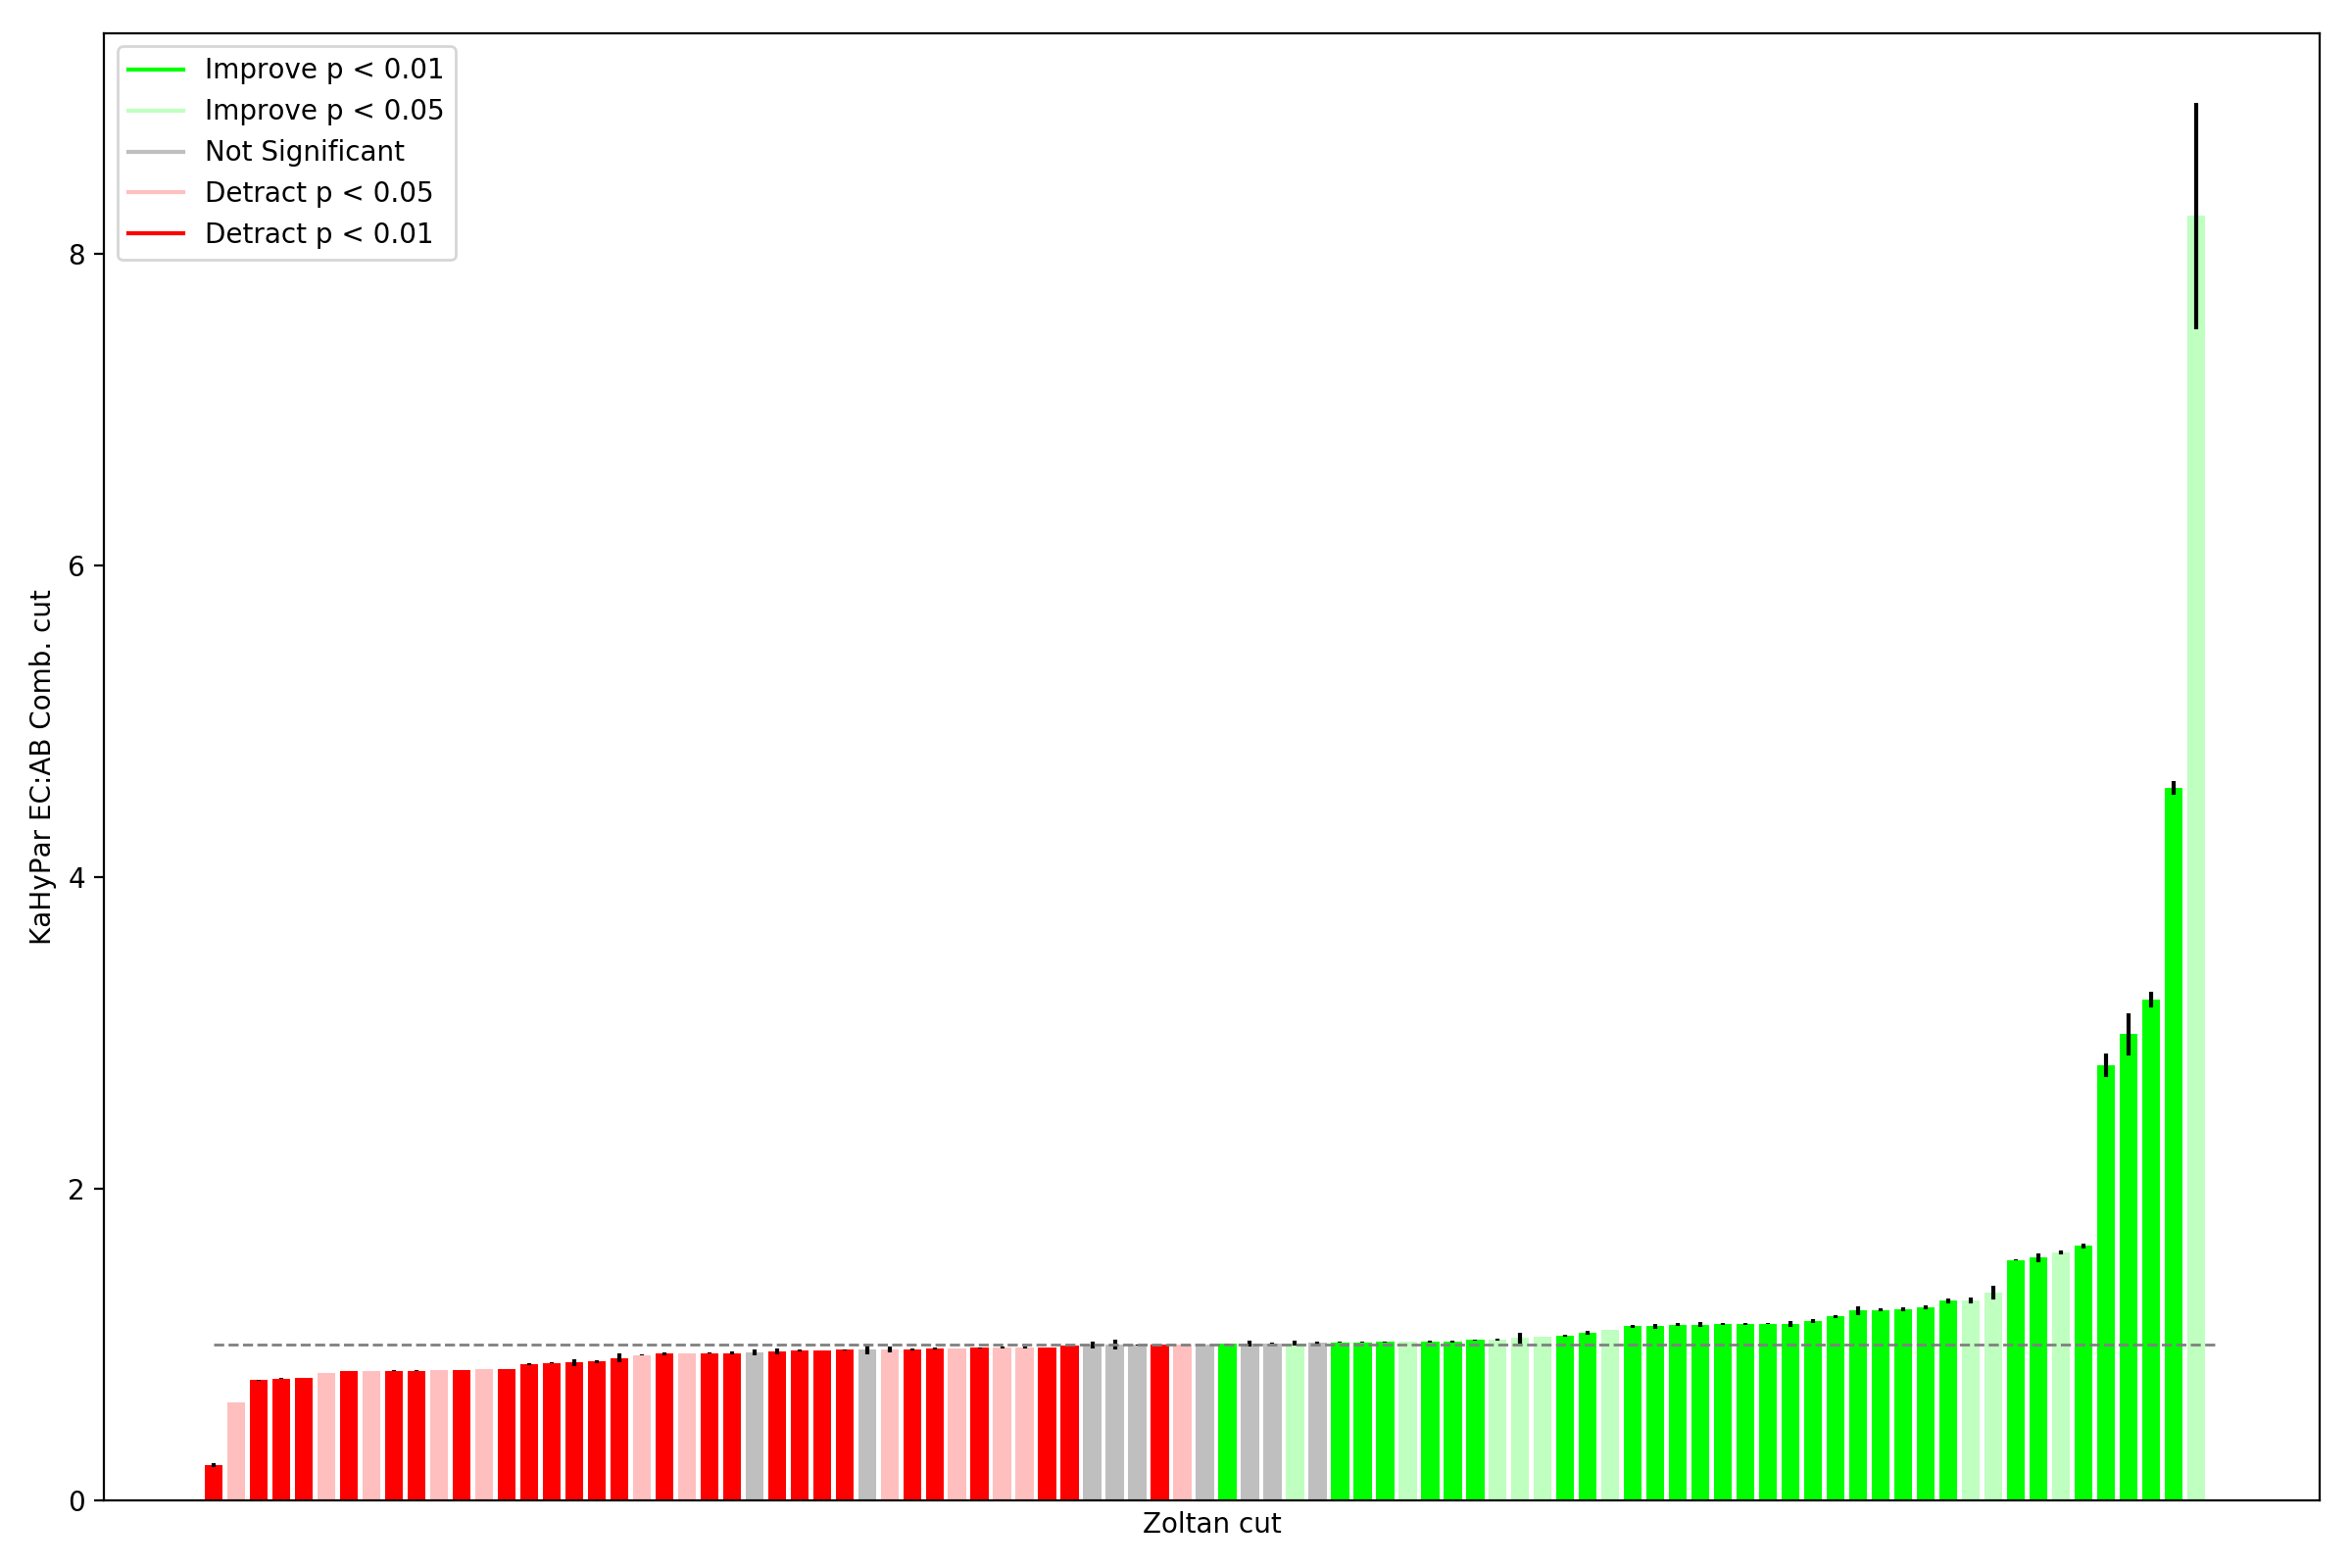 Improve p < 0.01
Improve p < 0.05
Not Significant
Detract p < 0.05
Detract p < 0.01
8
6
4
2
0
KaHyPar EC:AB Comb. cut
Zoltan cut